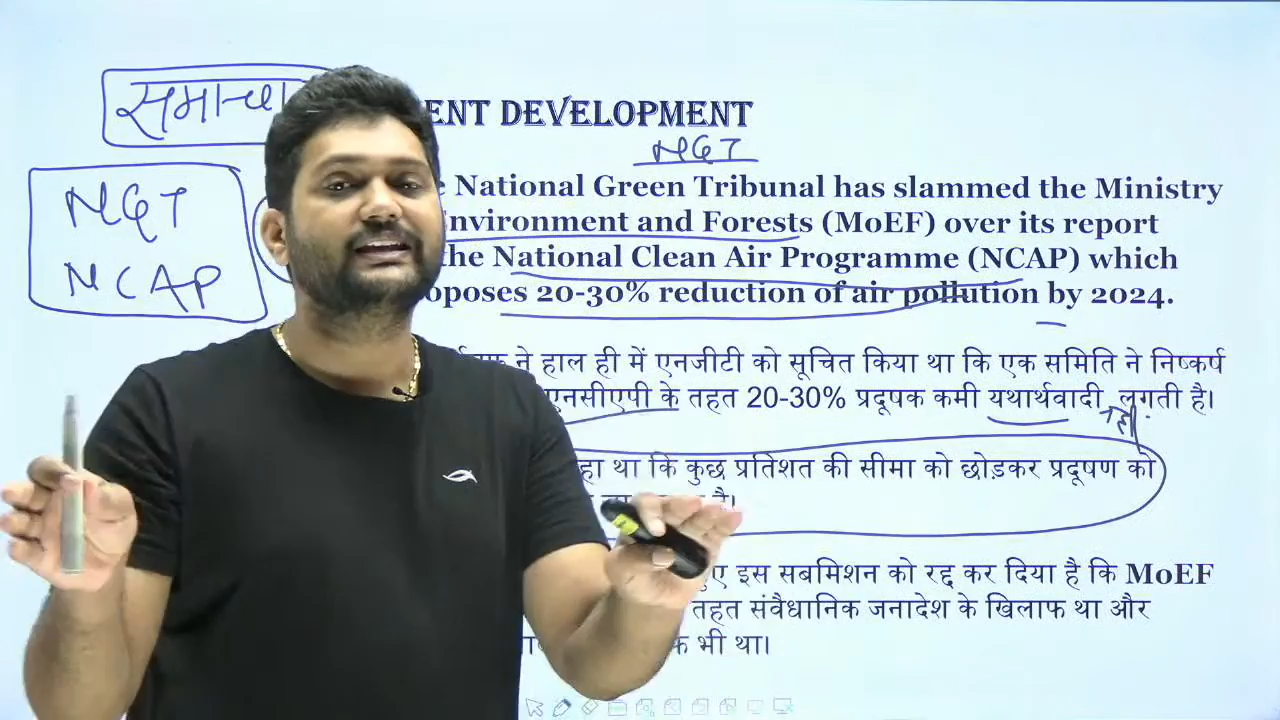 समाचा
ENT DEVELOPMENT
NGT
NGT
NCAP
e National Green Tribunal has slammed the Ministry
Environment and Forests (MoEF) over its report
the National Clean Air Programme (NCAP) which
oposes 20-30% reduction of air pollution by 2024.
ने हाल ही में एनजीटी को सूचित किया था कि एक समिति ने निष्कर्ष
एनसीएपी के तहत 20-30% प्रदूषक कमी यथार्थवादी लगती है।
हा था कि कुछ प्रतिशत की सीमा को छोड़कर प्रदूषण को
है।
ए इस सबमिशन को रद्द कर दिया है कि MoEF
तहत संवैधानिक जनादेश के खिलाफ था और
क भी था।